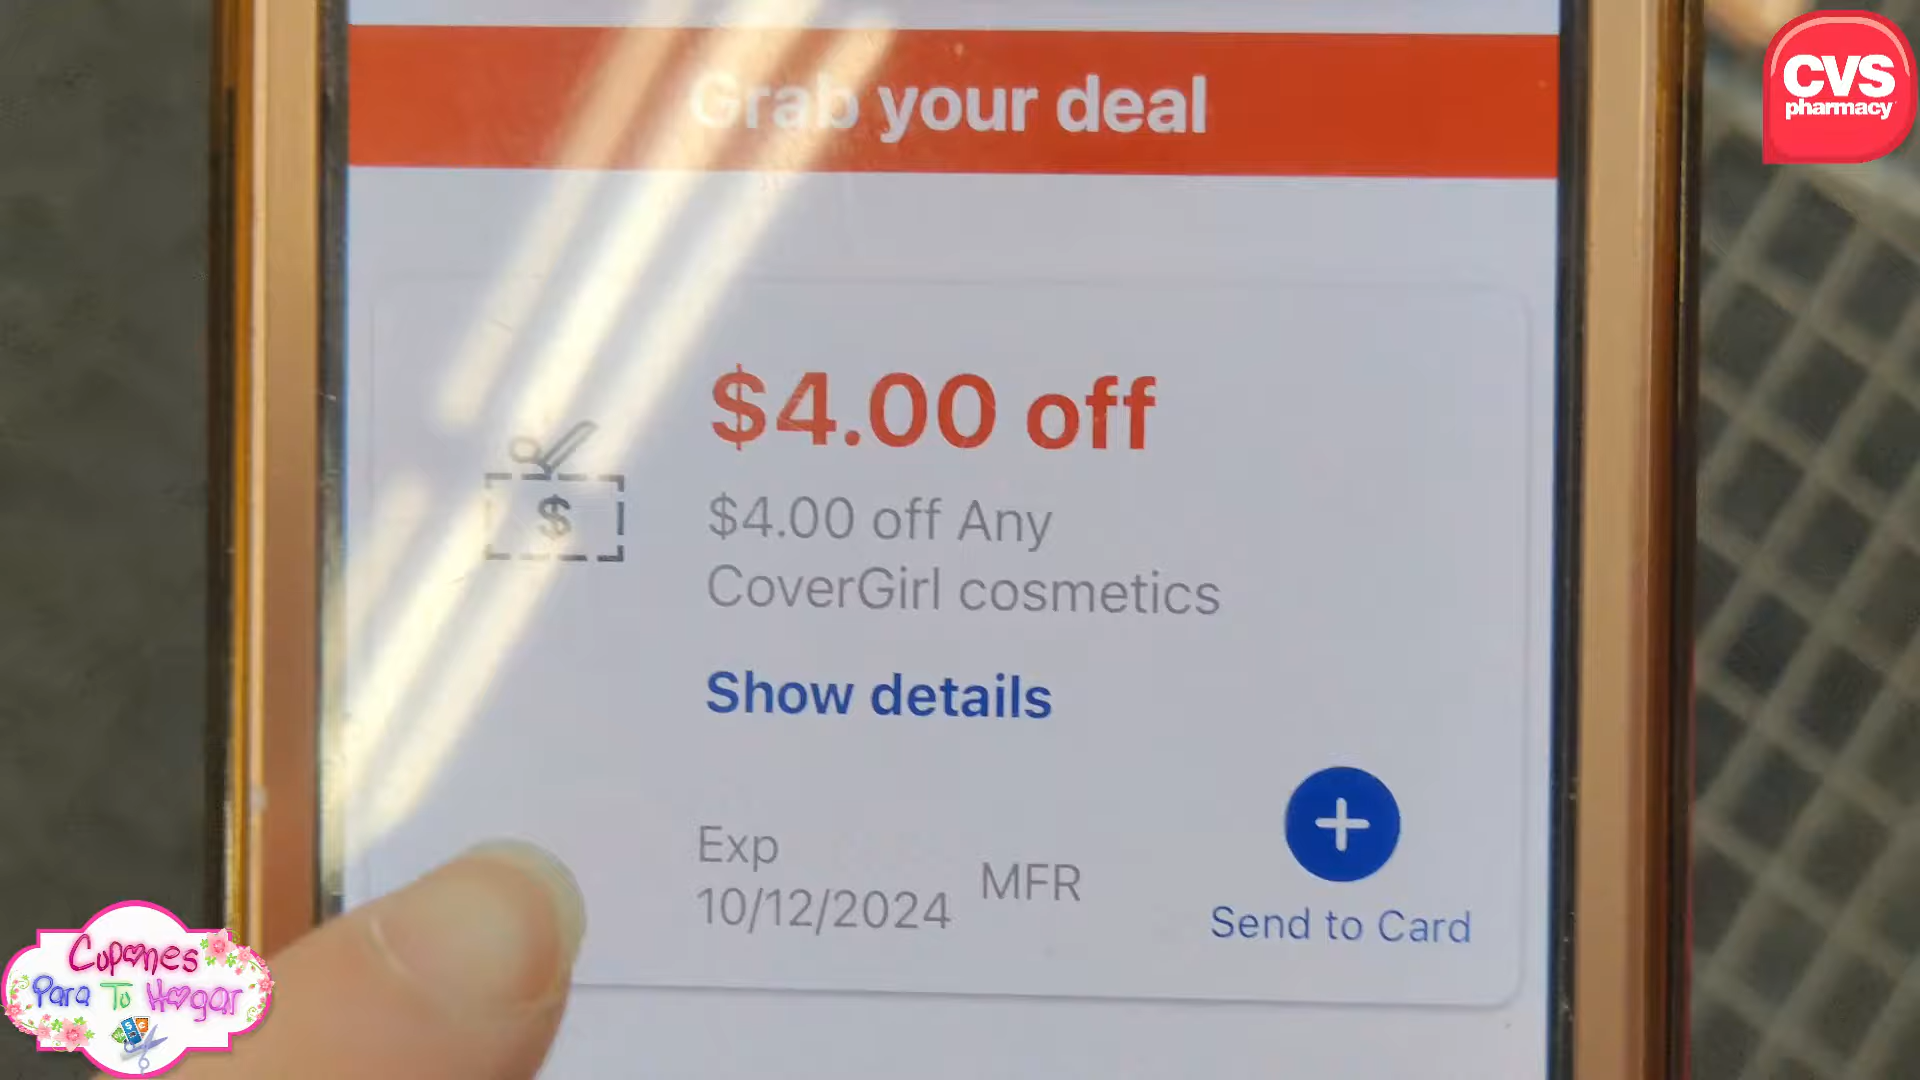 Grab your deal
CVS
pharmacy
$4.00 off
$
$4.00 off Any
CoverGirl cosmetics
Show details
Exp
10/12/2024
MFR
Send to Card
Cupones
Para Tu Hogar